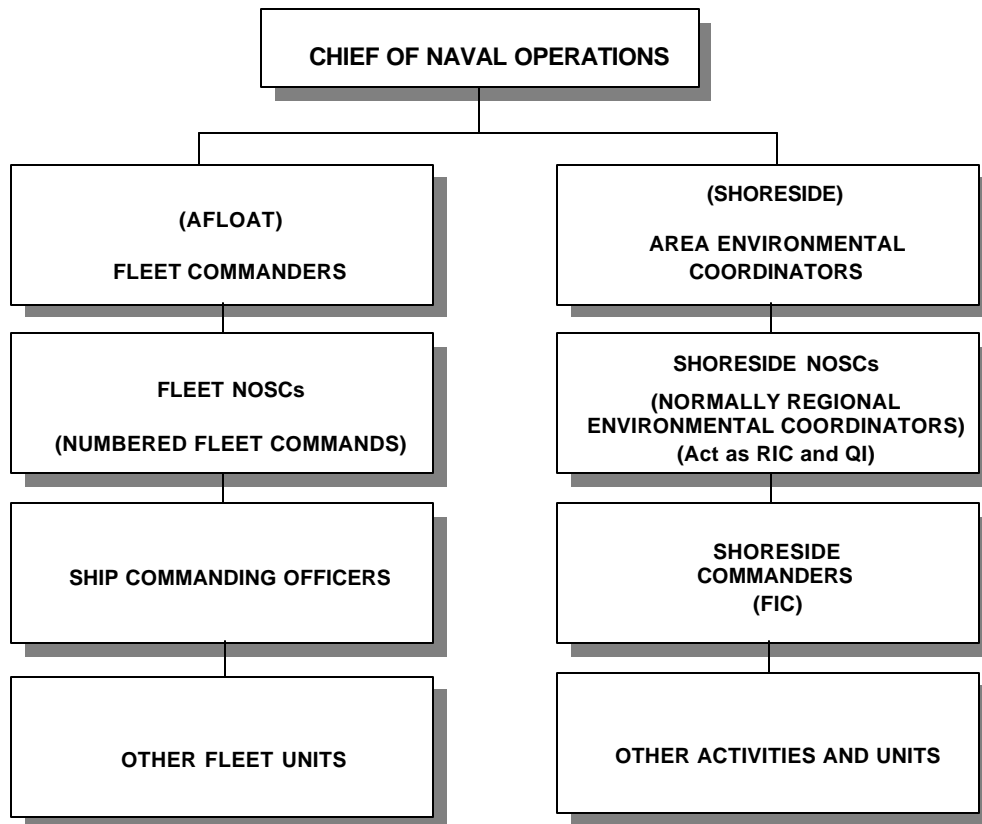 CHIEF OF NAVAL OPERATIONS
(AFLOAT)
FLEET COMMANDERS
FLEET NOSCs
(NUMBERED FLEET COMMANDS)
SHIP COMMANDING OFFICERS
OTHER FLEET UNITS
(SHORESIDE)
AREA ENVIRONMENTAL
COORDINATORS
SHORESIDE NOSCs
(NORMALLY REGIONAL
ENVIRONMENTAL COORDINATORS)
(Act as RIC and QI)
SHORESIDE
COMMANDERS
(FIC)
OTHER ACTIVITIES AND UNITS